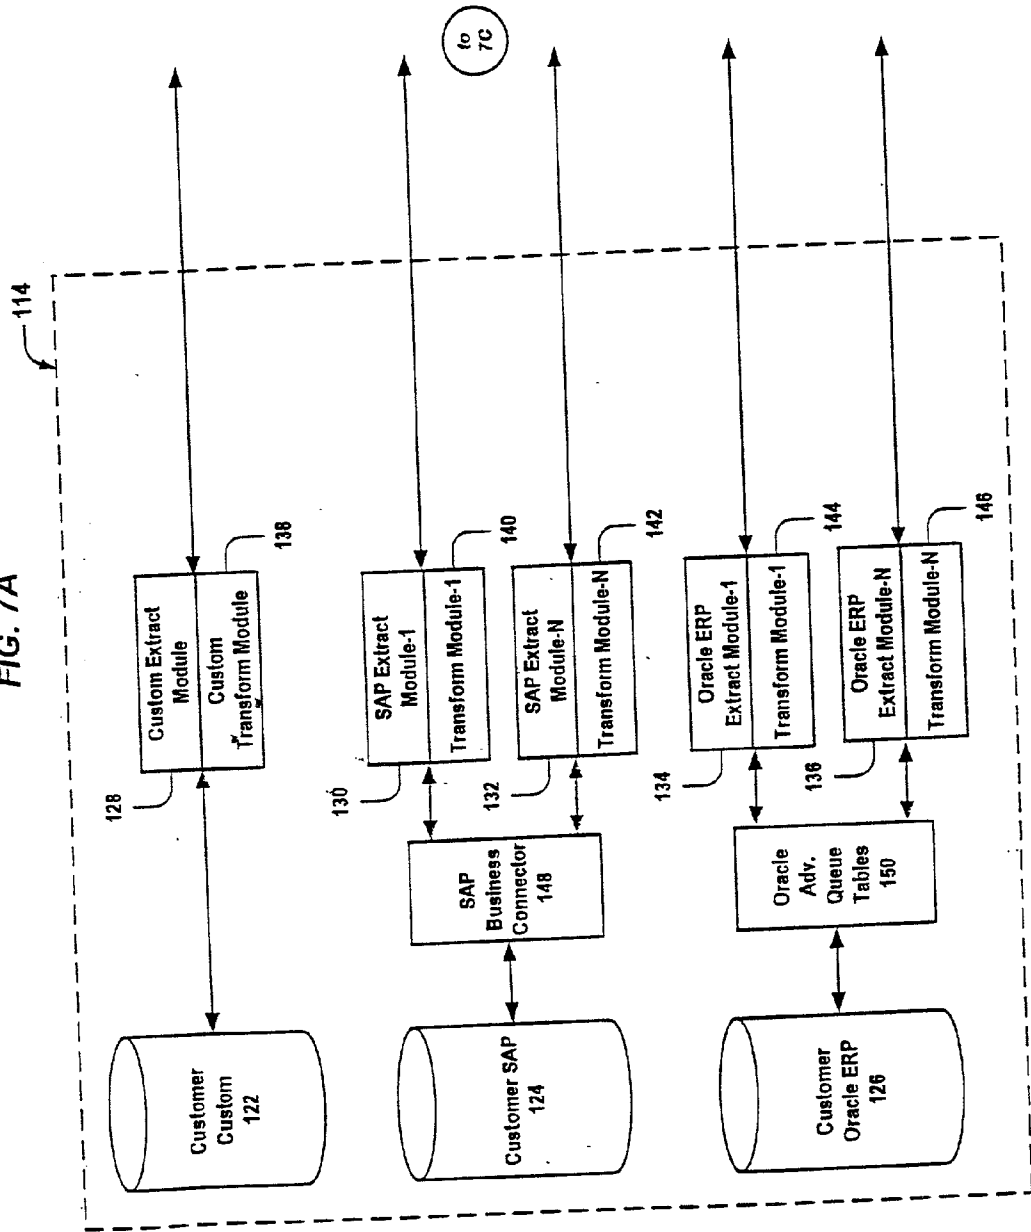 FIG. 7A
114
to
7C
Customer
Custom
122
128
Custom Extract
Module
Custom
Transform Module
138
Customer SAP
124
SAP
Business
Connector
148
130
SAP Extract
Module-1
Transform Module-1
140
132
SAP Extract
Module-N
Transform Module-N
142
Customer
Oracle ERP
126
Oracle
Adv.
Queue
Tables
150
134
Oracle ERP
Extract Module-1
Transform Module-1
144
136
Oracle ERP
Extract Module-N
Transform Module-N
146